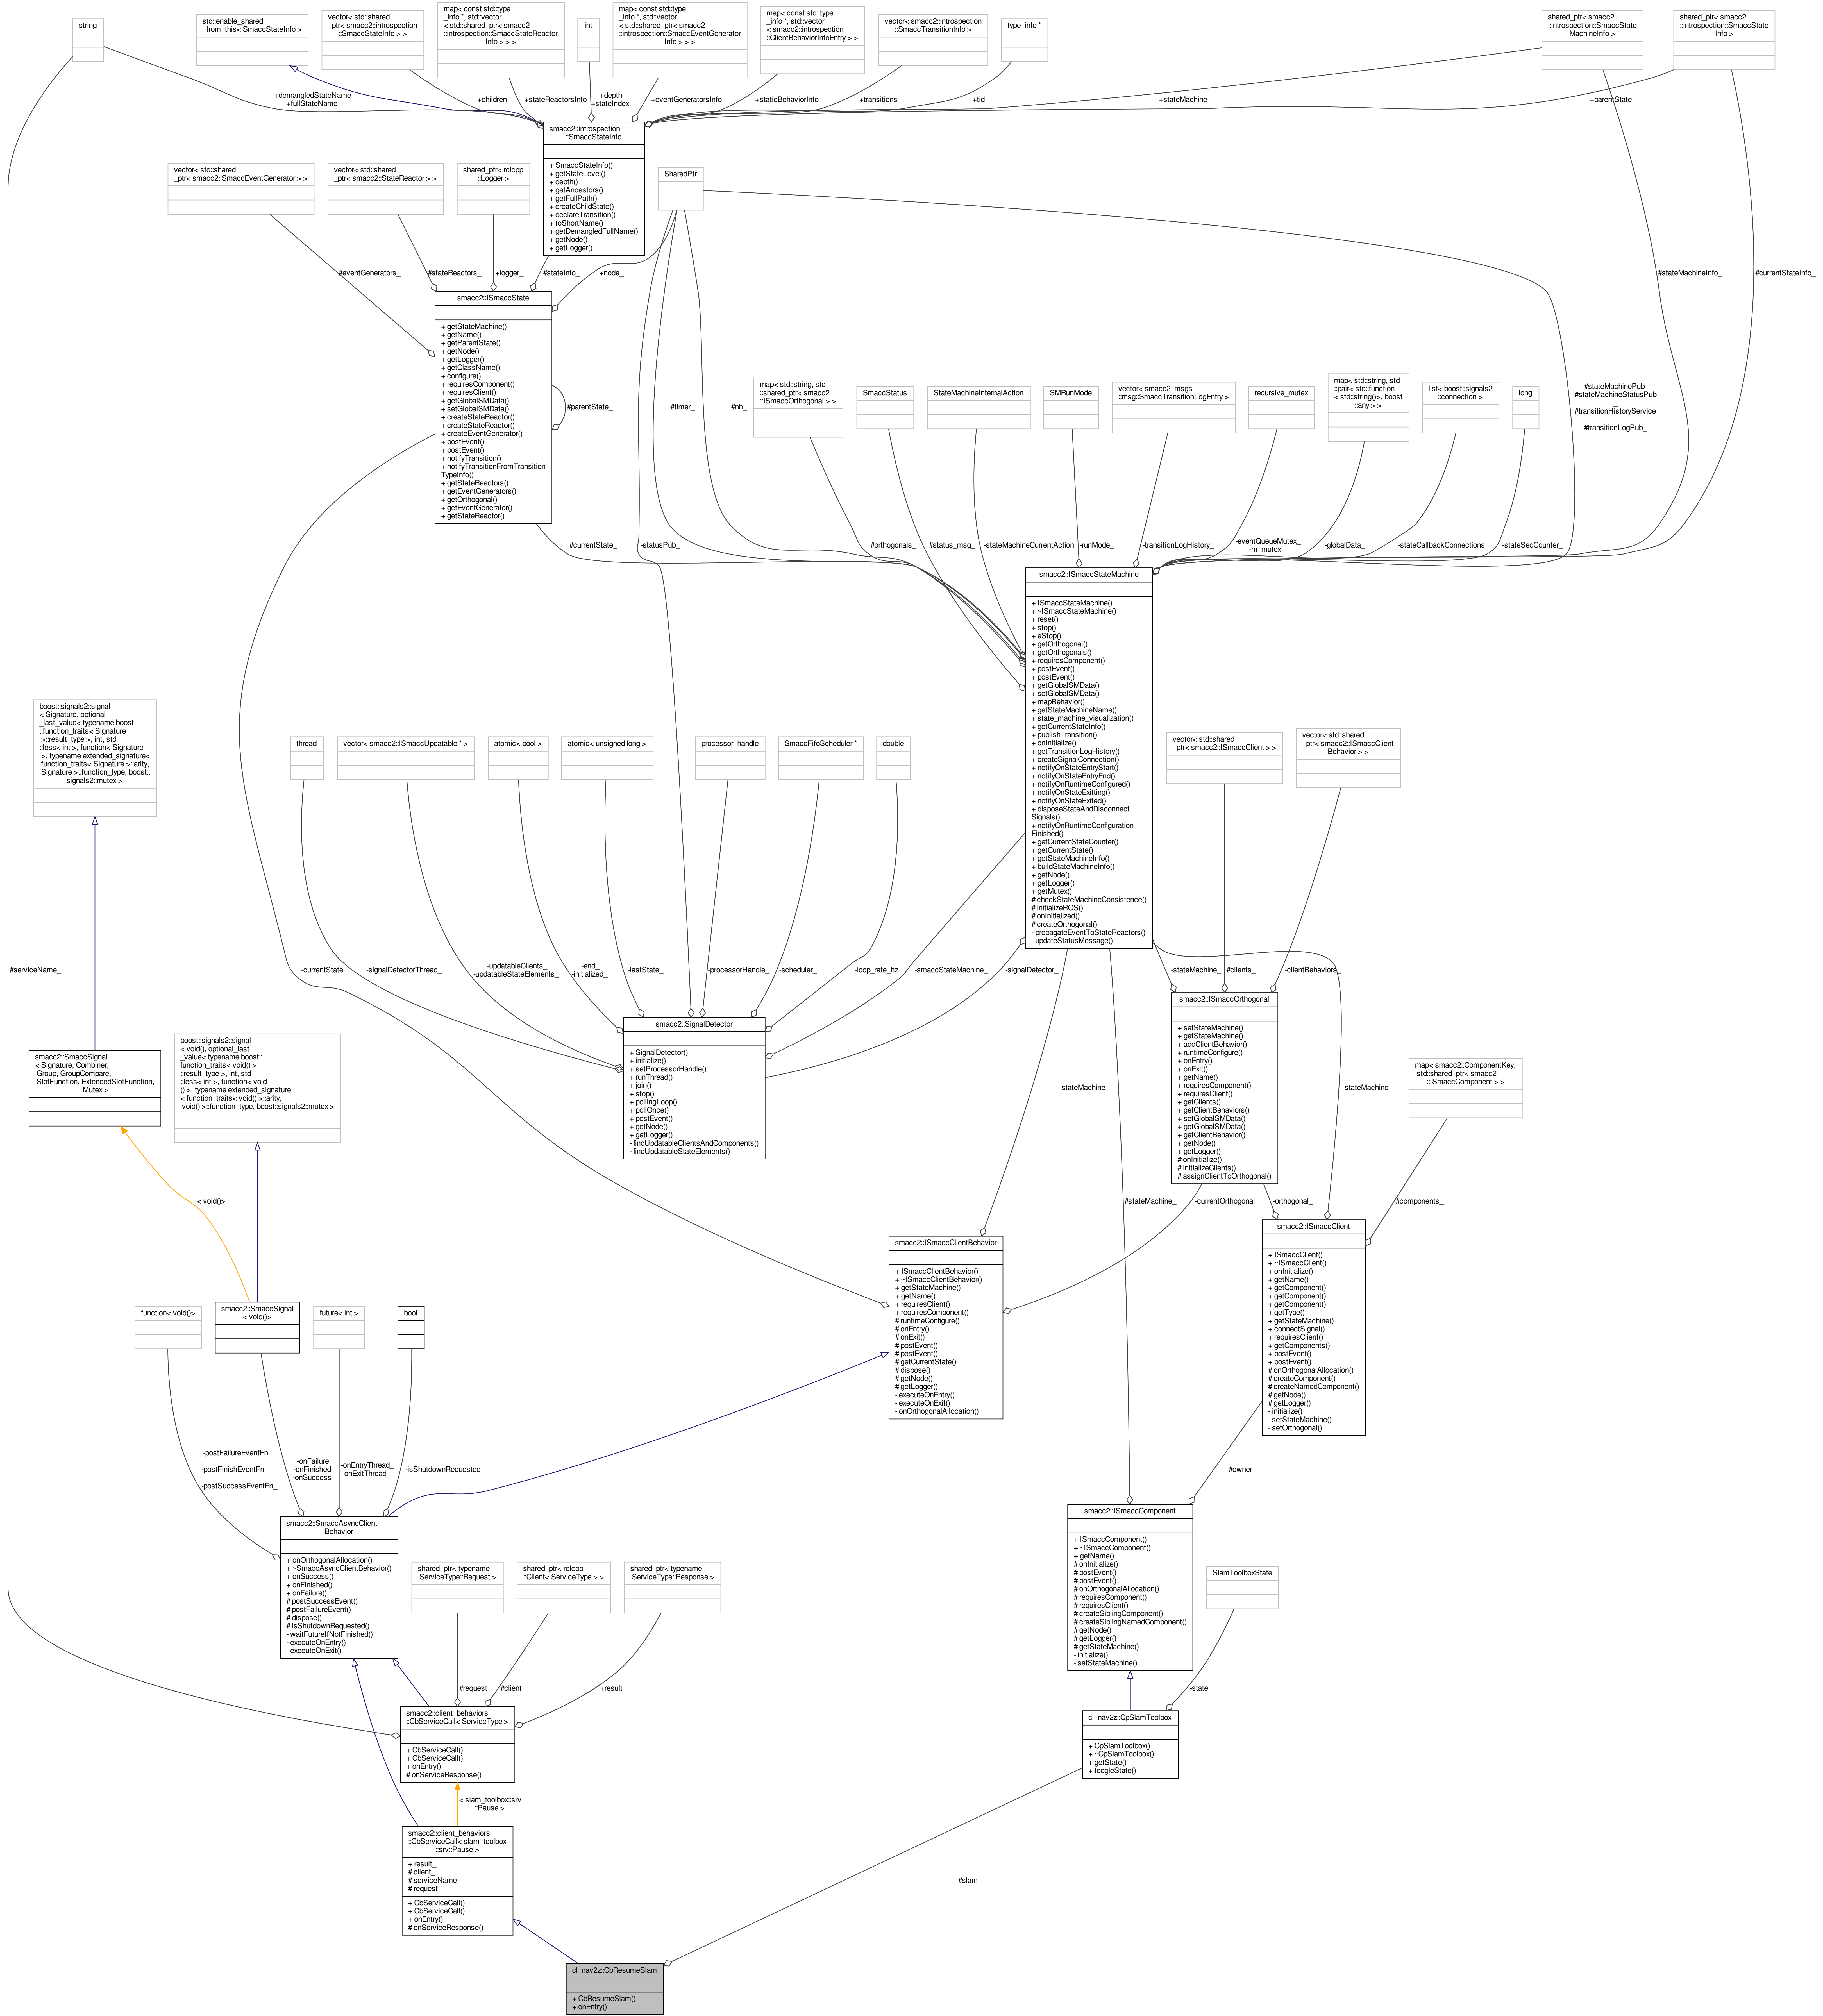 string
std::enable_shared
_from_this< SmaccStateInfo >
vector< std::shared
_ptr< smacc2::introspection
::SmaccStateInfo > >
map< const std::type
_info *, std::vector
< std::shared_ptr< smacc2
::introspection::StateReactor
Info > > >
int
map< const std::type
_info *, std::vector
< std::shared_ptr< smacc2
::introspection::SmaccEventGenerator
Info > > >
map< const std::type
_info *, std::vector
< smacc2::introspection
::ClientBehaviorInfoEntry > >
vector< smacc2::introspection
::SmaccTransitionInfo >
type_info *
shared_ptr< smacc2
::introspection::SmaccState
MachineInfo >
shared_ptr< smacc2
::introspection::SmaccState
Info >
+demangledStateName
+fullStateName
+children_
+stateReactorsInfo
+depth_
+stateIndex_
+eventGeneratorsInfo
+staticBehaviorInfo
+transitions_
+tid_
+stateMachine_
+parentState_
smacc2::introspection
::SmaccStateInfo
+ SmaccStateInfo()
+ getStateLevel()
+ depth()
+ getAncestors()
+ getFullPath()
+ createChildState()
+ declareTransition()
+ toShortName()
+ getDemangledFullName()
+ getNode()
+ getLogger()
vector< std::shared
_ptr< smacc2::SmaccEventGenerator > >
vector< std::shared
_ptr< smacc2::StateReactor > >
shared_ptr< rclcpp
::Logger >
SharedPtr
#eventGenerators_
#stateReactors_
+logger_
#stateInfo_
+node_
#stateMachineInfo_
#currentStateInfo_
smacc2::ISmaccState
+ getStateMachine()
+ getName()
+ getParentState()
+ getNode()
+ getLogger()
+ getClassName()
+ configure()
+ requiresComponent()
+ requiresClient()
+ getGlobalSMData()
+ setGlobalSMData()
+ createStateReactor()
+ createStateReactor()
+ createEventGenerator()
+ postEvent()
+ postEvent()
+ notifyTransition()
+ notifyTransitionFromTransition
TypeInfo()
+ getStateReactors()
+ getEventGenerators()
+ getOrthogonal()
+ getEventGenerator()
+ getStateReactor()
#parentState_
#timer_
#nh_
map< std::string, std
::shared_ptr< smacc2
::ISmaccOrthogonal > >
SmaccStatus
StateMachineInternalAction
SMRunMode
vector< smacc2_msgs
::msg::SmaccTransitionLogEntry >
recursive_mutex
map< std::string, std
::pair< std::function
< std::string()>, boost
::any > >
list< boost::signals2
::connection >
long
#stateMachinePub_
#stateMachineStatusPub
_
#transitionHistoryService
_
#transitionLogPub_
#currentState_
-statusPub_
#orthogonals_
#status_msg_
-stateMachineCurrentAction
-runMode_
-transitionLogHistory_
-eventQueueMutex_
-m_mutex_
-globalData_
-stateCallbackConnections
-stateSeqCounter_
smacc2::ISmaccStateMachine
+ ISmaccStateMachine()
+ ~ISmaccStateMachine()
+ reset()
+ stop()
+ eStop()
+ getOrthogonal()
+ getOrthogonals()
+ requiresComponent()
+ postEvent()
+ postEvent()
+ getGlobalSMData()
+ setGlobalSMData()
+ mapBehavior()
+ getStateMachineName()
+ state_machine_visualization()
+ getCurrentStateInfo()
+ publishTransition()
+ onInitialize()
+ getTransitionLogHistory()
+ createSignalConnection()
+ notifyOnStateEntryStart()
+ notifyOnStateEntryEnd()
+ notifyOnRuntimeConfigured()
+ notifyOnStateExitting()
+ notifyOnStateExited()
+ disposeStateAndDisconnect
Signals()
+ notifyOnRuntimeConfiguration
Finished()
+ getCurrentStateCounter()
+ getCurrentState()
+ getStateMachineInfo()
+ buildStateMachineInfo()
+ getNode()
+ getLogger()
+ getMutex()
# checkStateMachineConsistence()
# initializeROS()
# onInitialized()
# createOrthogonal()
- propagateEventToStateReactors()
- updateStatusMessage()
boost::signals2::signal
< Signature, optional
_last_value< typename boost
::function_traits< Signature
>::result_type >, int, std
::less< int >, function< Signature
>, typename extended_signature<
function_traits< Signature >::arity,
Signature >::function_type, boost::
signals2::mutex >
thread
vector< smacc2::ISmaccUpdatable * >
atomic< bool >
atomic< unsigned long >
processor_handle
SmaccFifoScheduler *
double
vector< std::shared
_ptr< smacc2::ISmaccClient > >
vector< std::shared
_ptr< smacc2::ISmaccClient
Behavior > >
#serviceName_
-currentState
-signalDetectorThread_
-updatableClients_
-updatableStateElements_
-end_
-initialized_
-lastState_
-processorHandle_
-scheduler_
-loop_rate_hz
-smaccStateMachine_
-signalDetector_
-stateMachine_
#clients_
-clientBehaviors_
smacc2::SignalDetector
+ SignalDetector()
+ initialize()
+ setProcessorHandle()
+ runThread()
+ join()
+ stop()
+ pollingLoop()
+ pollOnce()
+ postEvent()
+ getNode()
+ getLogger()
- findUpdatableClientsAndComponents()
- findUpdatableStateElements()
smacc2::ISmaccOrthogonal
+ setStateMachine()
+ getStateMachine()
+ addClientBehavior()
+ runtimeConfigure()
+ onEntry()
+ onExit()
+ getName()
+ requiresComponent()
+ requiresClient()
+ getClients()
+ getClientBehaviors()
+ setGlobalSMData()
+ getGlobalSMData()
+ getClientBehavior()
+ getNode()
+ getLogger()
# onInitialize()
# initializeClients()
# assignClientToOrthogonal()
smacc2::SmaccSignal
< Signature, Combiner,
Group, GroupCompare,
SlotFunction, ExtendedSlotFunction,
Mutex >
boost::signals2::signal
< void(), optional_last
_value< typename boost::
function_traits< void() >
::result_type >, int, std
::less< int >, function< void
() >, typename extended_signature
< function_traits< void() >::arity,
void() >::function_type, boost::signals2::mutex >
-stateMachine_
-stateMachine_
map< smacc2::ComponentKey,
std::shared_ptr< smacc2
::ISmaccComponent > >
< void()>
#stateMachine_
-currentOrthogonal
-orthogonal_
#components_
smacc2::ISmaccClientBehavior
+ ISmaccClientBehavior()
+ ~ISmaccClientBehavior()
+ getStateMachine()
+ getName()
+ requiresClient()
+ requiresComponent()
# runtimeConfigure()
# onEntry()
# onExit()
# postEvent()
# postEvent()
# getCurrentState()
# dispose()
# getNode()
# getLogger()
- executeOnEntry()
- executeOnExit()
- onOrthogonalAllocation()
smacc2::ISmaccClient
+ ISmaccClient()
+ ~ISmaccClient()
+ onInitialize()
+ getName()
+ getComponent()
+ getComponent()
+ getComponent()
+ getType()
+ getStateMachine()
+ connectSignal()
+ requiresClient()
+ getComponents()
+ postEvent()
+ postEvent()
# onOrthogonalAllocation()
# createComponent()
# createNamedComponent()
# getNode()
# getLogger()
- initialize()
- setStateMachine()
- setOrthogonal()
function< void()>
smacc2::SmaccSignal
< void()>
future< int >
bool
-postFailureEventFn
_
-postFinishEventFn
_
-postSuccessEventFn_
-onFailure_
-onFinished_
-onSuccess_
-onEntryThread_
-onExitThread_
-isShutdownRequested_
#owner_
smacc2::SmaccAsyncClient
Behavior
+ onOrthogonalAllocation()
+ ~SmaccAsyncClientBehavior()
+ onSuccess()
+ onFinished()
+ onFailure()
# postSuccessEvent()
# postFailureEvent()
# dispose()
# isShutdownRequested()
- waitFutureIfNotFinished()
- executeOnEntry()
- executeOnExit()
shared_ptr< typename
ServiceType::Request >
shared_ptr< rclcpp
::Client< ServiceType > >
shared_ptr< typename
ServiceType::Response >
smacc2::ISmaccComponent
+ ISmaccComponent()
+ ~ISmaccComponent()
+ getName()
# onInitialize()
# postEvent()
# postEvent()
# onOrthogonalAllocation()
# requiresComponent()
# requiresClient()
# createSiblingComponent()
# createSiblingNamedComponent()
# getNode()
# getLogger()
# getStateMachine()
- initialize()
- setStateMachine()
SlamToolboxState
#request_
#client_
+result_
-state_
smacc2::client_behaviors
::CbServiceCall< ServiceType >
+ CbServiceCall()
+ CbServiceCall()
+ onEntry()
# onServiceResponse()
cl_nav2z::CpSlamToolbox
+ CpSlamToolbox()
+ ~CpSlamToolbox()
+ getState()
+ toogleState()
< slam_toolbox::srv
::Pause >
smacc2::client_behaviors
::CbServiceCall< slam_toolbox
::srv::Pause >
+ result_
# client_
# serviceName_
# request_
+ CbServiceCall()
+ CbServiceCall()
+ onEntry()
# onServiceResponse()
#slam_
cl_nav2z::CbResumeSlam
+ CbResumeSlam()
+ onEntry()